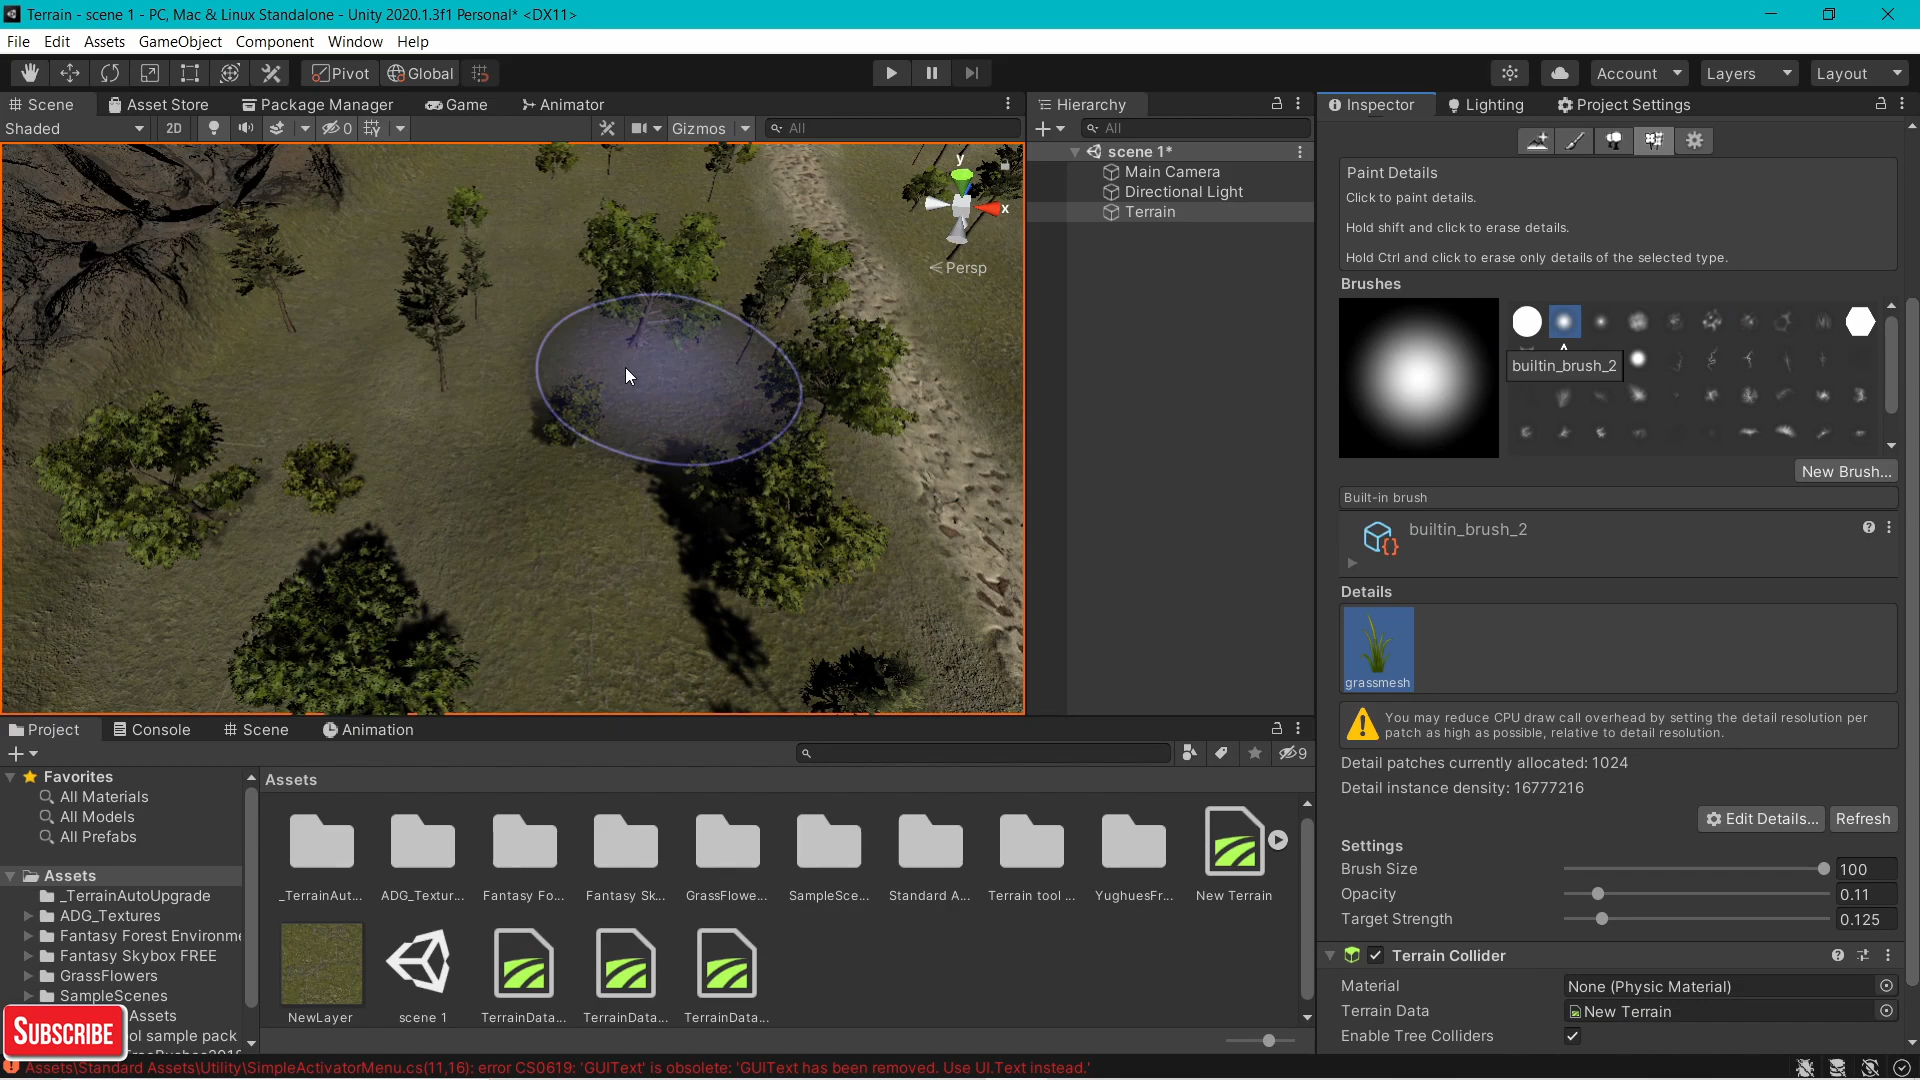 Terrain - scene 1 - PC, Mac & Linux Standalone - Unity 2020.1.3f1 Personal* <DX11>
File Edit Assets GameObject Component Window Help
Pivot Global Account Layers Layout
Scene Asset Store Package Manager Game Animator
Shaded 2D 0 Gizmos All
y
x
Persp
Hierarchy
All
scene 1*
Main Camera
Directional Light
Terrain
Inspector Lighting Project Settings
Paint Details
Click to paint details.
Hold shift and click to erase details.
Hold Ctrl and click to erase only details of the selected type.
Brushes
builtin_brush_2
New Brush...
Built-in brush
builtin_brush_2
Details
grassmesh
You may reduce CPU draw call overhead by setting the detail resolution per
patch as high as possible, relative to detail resolution.
Detail patches currently allocated: 1024
Detail instance density: 16777216
Edit Details... Refresh
Settings
Brush Size 100
Opacity 0.11
Target Strength 0.125
Terrain Collider
Material None (Physic Material)
Terrain Data New Terrain
Enable Tree Colliders
Project Console Scene Animation
9
Favorites
All Materials
All Models
All Prefabs
Assets
_TerrainAutoUpgrade
ADG_Textures
Fantasy Forest Environme
Fantasy Skybox FREE
GrassFlowers
SampleScenes
Assets
ol sample pack
Assets
_TerrainAut... ADG_Textur... Fantasy Fo... Fantasy Sk... GrassFlowe... SampleSce... Standard A... Terrain tool ... YughuesFr... New Terrain
NewLayer scene 1 TerrainData... TerrainData... TerrainData...
SUBSCRIBE
Assets\Standard Assets\Utility\SimpleActivatorMenu.cs(11,16): error CS0619: 'GUIText' is obsolete: 'GUIText has been removed. Use UI.Text instead.'